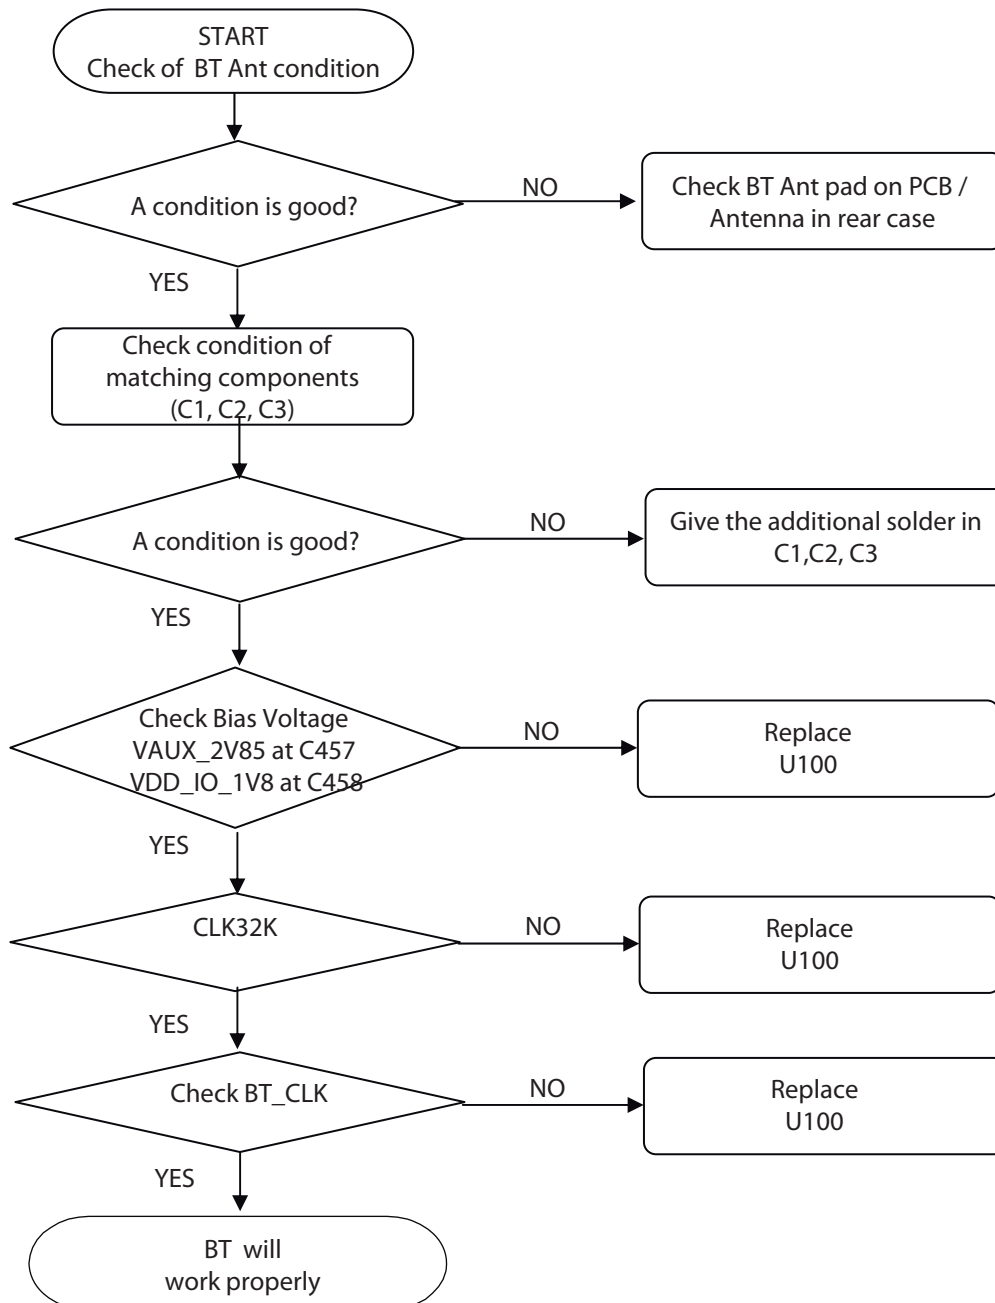 START
Check of BT Ant condition
A condition is good?
NO
Check BT Ant pad on PCB /
Antenna in rear case
YES
Check condition of
matching components
(C1, C2, C3)
A condition is good?
NO
Give the additional solder in
C1,C2, C3
YES
Check Bias Voltage
VAUX_2V85 at C457
VDD_IO_1V8 at C458
NO
Replace
U100
YES
CLK32K
NO
Replace
U100
YES
Check BT_CLK
NO
Replace
U100
YES
BT will
work properly